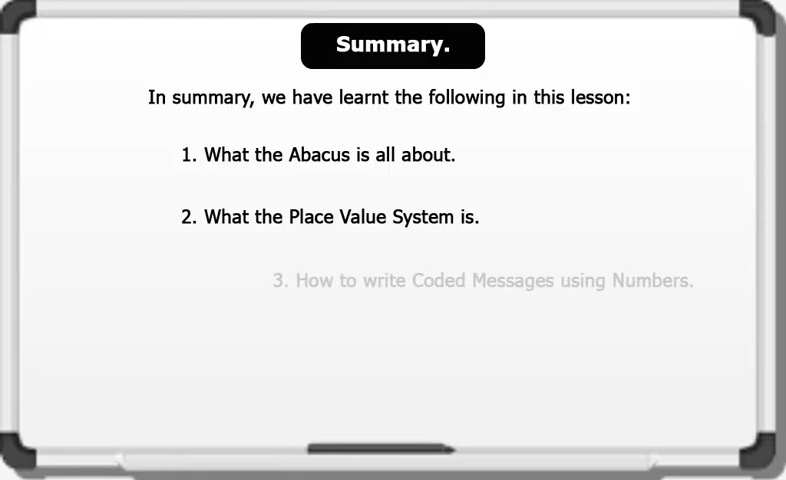 Summary.
In summary, we have learnt the following in this lesson:
1. What the Abacus is all about.
2. What the Place Value System is.
3. How to write Coded Messages using Numbers.